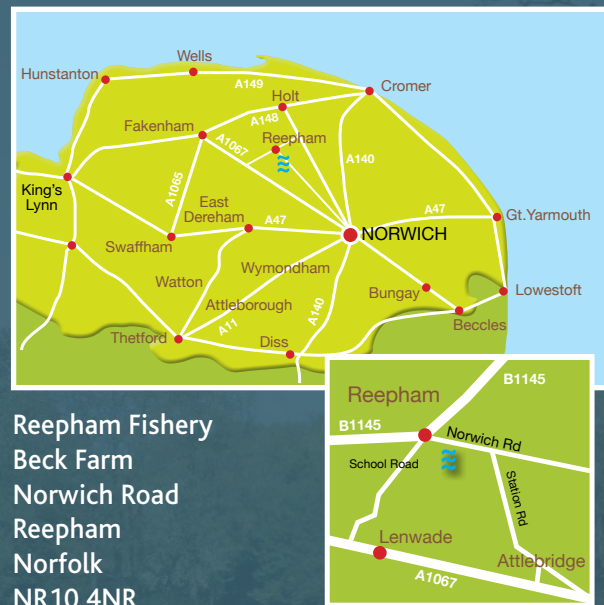 Wells
Hunstanton
A149
Cromer
Holt
A148
Fakenham
A1067
Reepham
A140
King's
Lynn
A1065
East
Dereham
A47
A47
Gt.Yarmouth
NORWICH
Swaffham
Watton
Wymondham
Bungay
Lowestoft
Attleborough
A140
Beccles
Thetford
A11
Diss
Reepham Fishery
Beck Farm
Norwich Road
Reepham
Norfolk
NR10 4NR
B1145
Reepham
B1145
Norwich Rd
School Road
Station Rd
Lenwade
Attlebridge
A1067